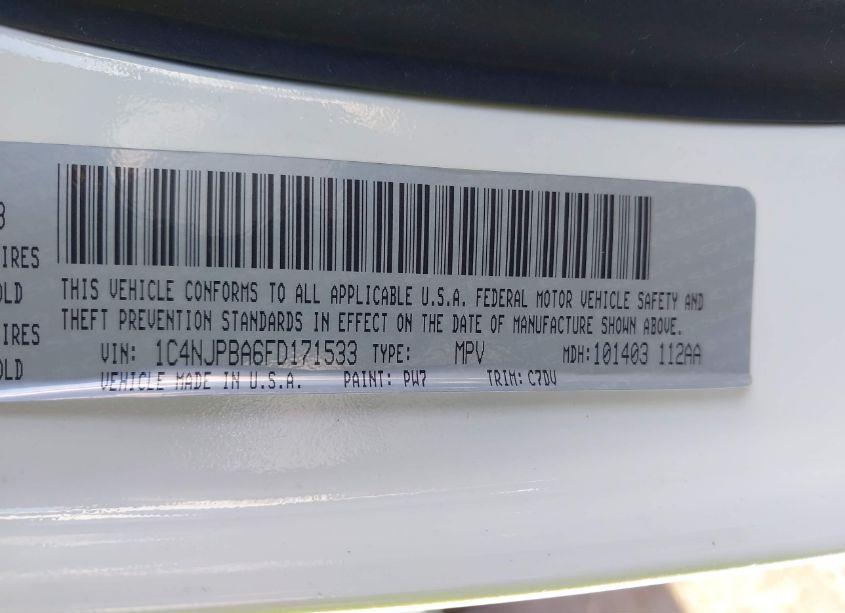 3
IRES
OLD
IRES
OLD
THIS VEHICLE CONFORMS TO ALL APPLICABLE U.S.A. FEDERAL MOTOR VEHICLE SAFETY AND
THEFT PREVENTION STANDARDS IN EFFECT ON THE DATE OF MANUFACTURE SHOWN ABOVE.
VIN: 1C4NJPBA6FD171533 TYPE: MPV MDH:101403 112AA
VEHICLE MADE IN U.S.A. PAINT: PW7 TRIM: C7DV